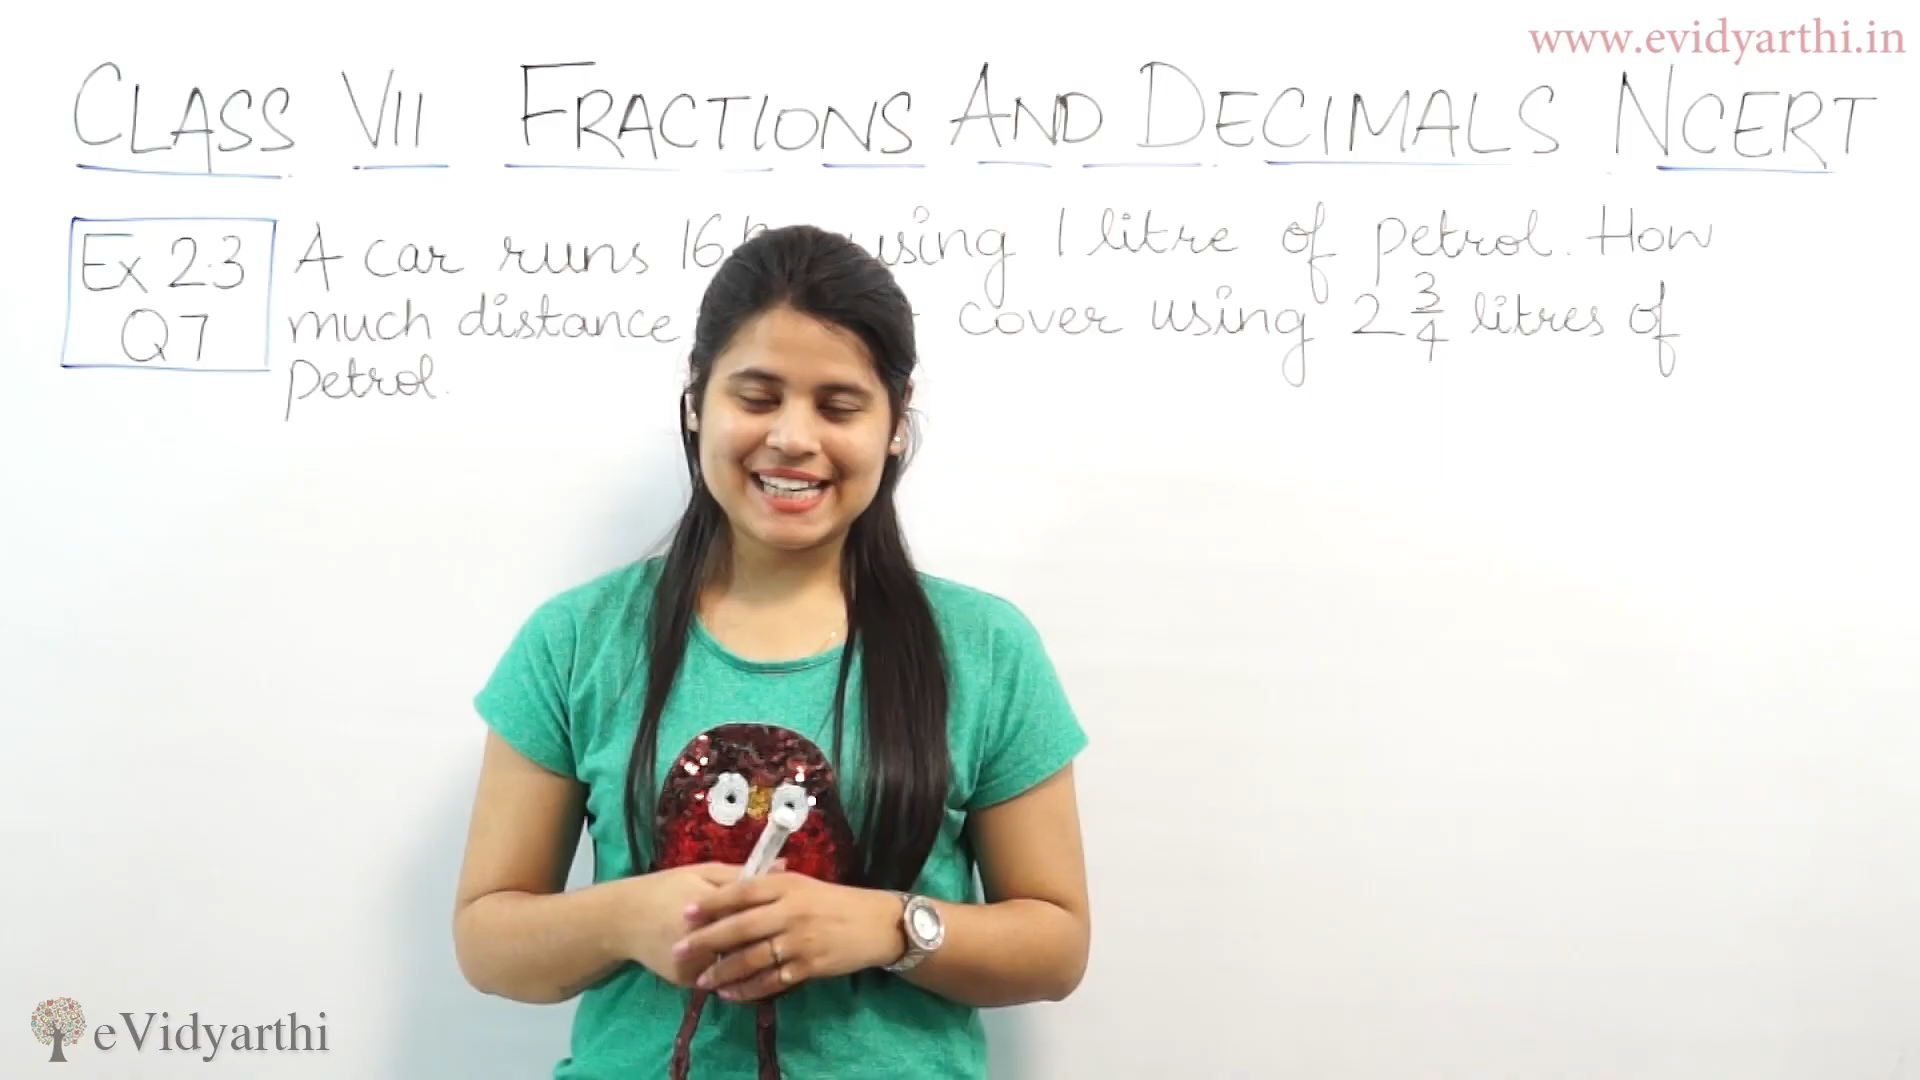 www.evidyarthi.in
CLASS VII FRACTIONS AND DECIMALS NCERT
Ex 2.3
Q7
A car runs 16 using 1 litre of petrol. How
much distance cover using 2 3/4 litres of
petrol.
eVidyarthi